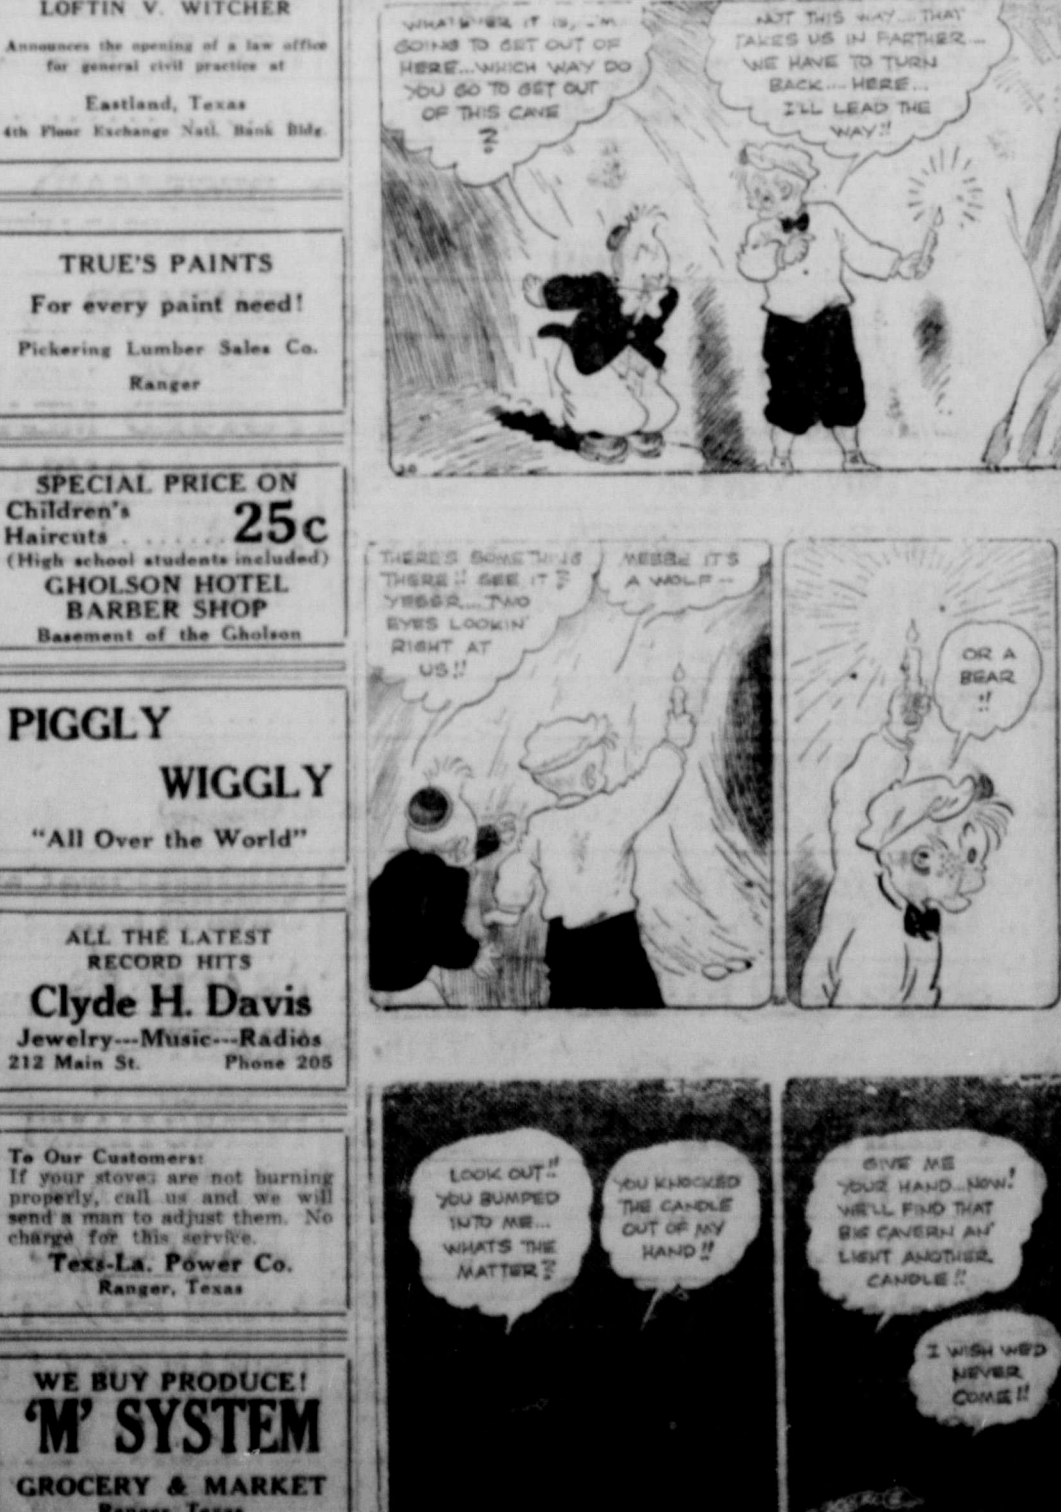 LOFTIN V. WITCHER
Announces the opening of a law office
for general civil practice at
Eastland, Texas
4th Floor Exchange Natl. Bank Bldg.
TRUE'S PAINTS
For every paint need!
Pickering Lumber Sales Co.
Ranger
SPECIAL PRICE ON
Children's
Haircuts . . . . . . . 25c
(High school students included)
GHOLSON HOTEL
BARBER SHOP
Basement of the Gholson
PIGGLY
WIGGLY
"All Over the World"
ALL THE LATEST
RECORD HITS
Clyde H. Davis
Jewelry---Music---Radios
212 Main St. Phone 205
To Our Customers:
If your stoves are not burning
properly, call us and we will
send a man to adjust them. No
charge for this service.
Texs-La. Power Co.
Ranger, Texas
WE BUY PRODUCE!
'M' SYSTEM
GROCERY & MARKET
Ranger, Texas
WHATEVER IT IS, I'M
GOING TO GET OUT OF
HERE...WHICH WAY DO
YOU GO TO GET OUT
OF THIS CAVE
?
NOT THIS WAY...THAT
TAKES US IN FARTHER...
WE HAVE TO TURN
BACK.... HERE...
I'LL LEAD THE
WAY!!
THERE'S SOMETHING
THERE!! SEE IT?
YESSR....TWO
EYES LOOKIN'
RIGHT AT
US!!
MEBBE IT'S
A WOLF--
OR A
BEAR
!!
LOOK OUT!!
YOU BUMPED
INTO ME...
WHATS THE
MATTER?
YOU KNOCKED
THE CANDLE
OUT OF MY
HAND!!
GIVE ME
YOUR HAND...NOW!
WE'LL FIND THAT
BIG CAVERN AN'
LIGHT ANOTHER
CANDLE!!
I WISH WE'D
NEVER
COME!!